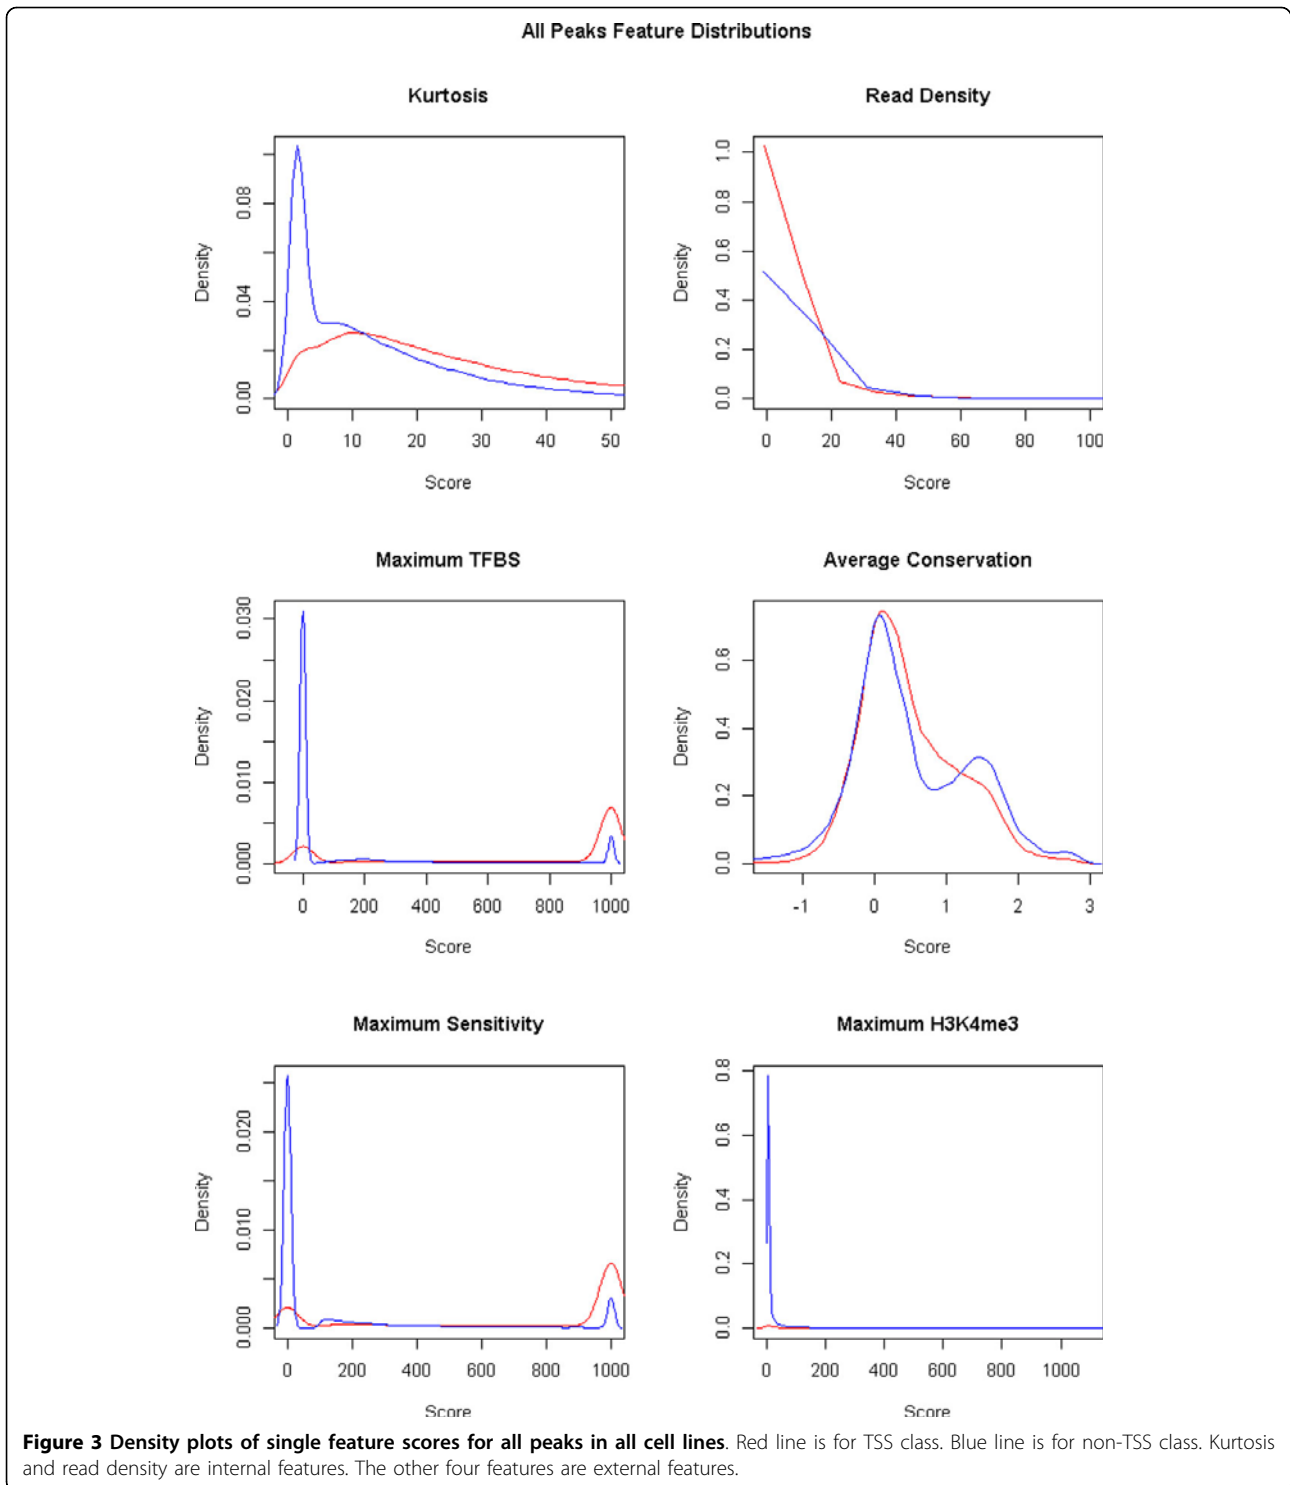 All Peaks Feature Distributions
Kurtosis
Density
0.00 0.04 0.08
0 10 20 30 40 50
Score
Read Density
Density
0.0 0.2 0.4 0.6 0.8 1.0
0 20 40 60 80 100
Score
Maximum TFBS
Density
0.000 0.010 0.020 0.030
0 200 400 600 800 1000
Score
Average Conservation
Density
0.0 0.2 0.4 0.6
-1 0 1 2 3
Score
Maximum Sensitivity
Density
0.000 0.010 0.020
0 200 400 600 800 1000
Score
Maximum H3K4me3
Density
0.0 0.2 0.4 0.6 0.8
0 200 400 600 800 1000
Score
Figure 3 Density plots of single feature scores for all peaks in all cell lines. Red line is for TSS class. Blue line is for non-TSS class. Kurtosis
and read density are internal features. The other four features are external features.